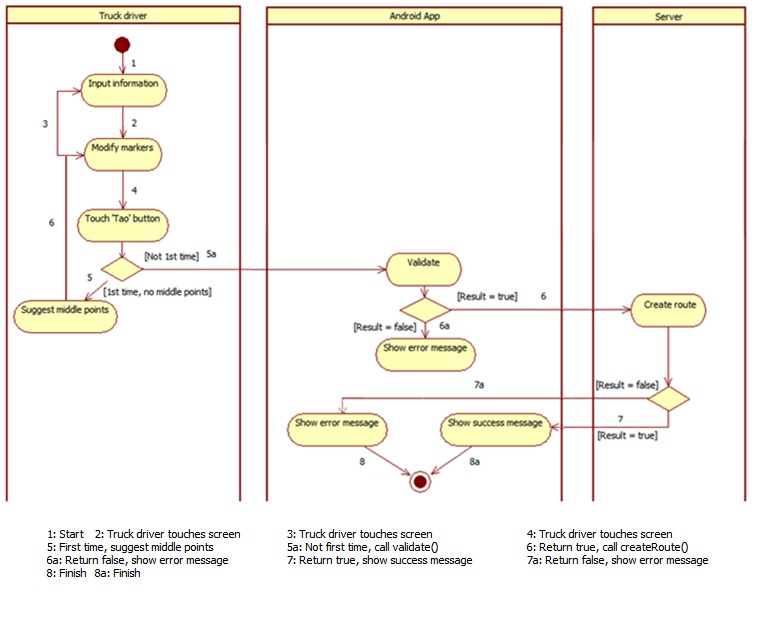 Truck driver
Android App
Server
1
Input information
3
2
Modify markers
4
Touch 'Tao' button
6
[Not 1st time]
5a
Validate
5
[1st time, no middle points]
[Result = true]
6
Create route
Suggest middle points
[Result = false]
6a
Show error message
7a
[Result = false]
Show error message
Show success message
7
[Result = true]
8
8a
1: Start 2: Truck driver touches screen
3: Truck driver touches screen
4: Truck driver touches screen
5: First time, suggest middle points
5a: Not first time, call validate()
6: Return true, call createRoute()
6a: Return false, show error message
7: Return true, show success message
7a: Return false, show error message
8: Finish 8a: Finish